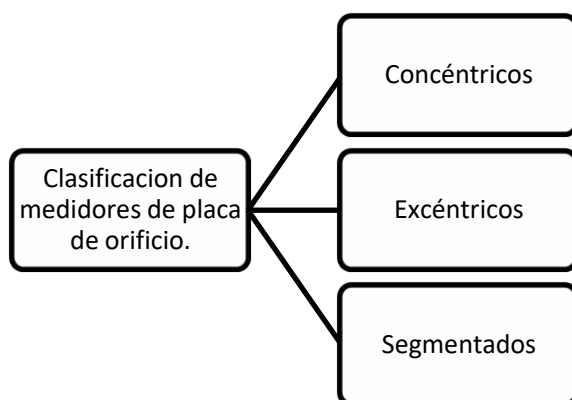 Concéntricos
Clasificacion de
medidores de placa
de orificio.
Excéntricos
Segmentados